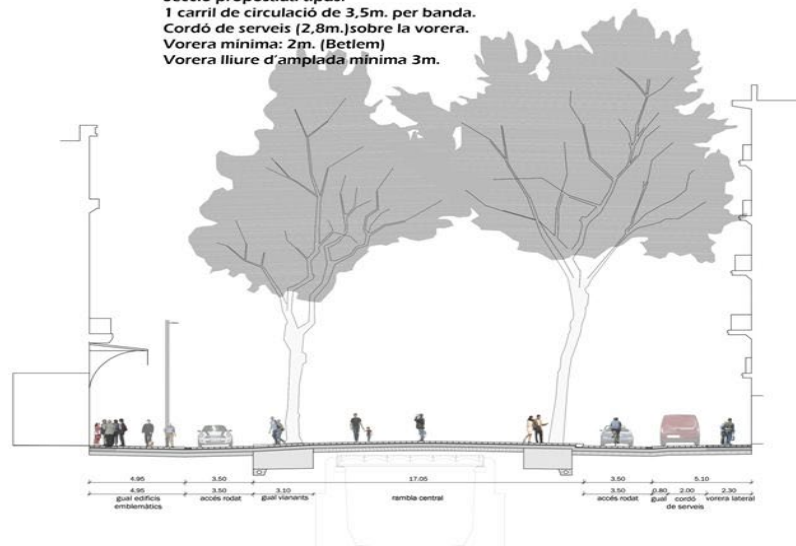 1 carril de circulació de 3,5m. per banda.
Cordó de serveis (2,8m.)sobre la vorera.
Vorera mínima: 2m. (Betlem)
Vorera lliure d'amplada mínima 3m.
4.95 3.50 17.05 3.50 5.10
4.95 3.50 3.10 3.50 0.80 2.00 2.30
gual edificis emblemàtics
accés rodat
gual vianants
rambla central
accés rodat
gual
cordó de serveis
vorera lateral